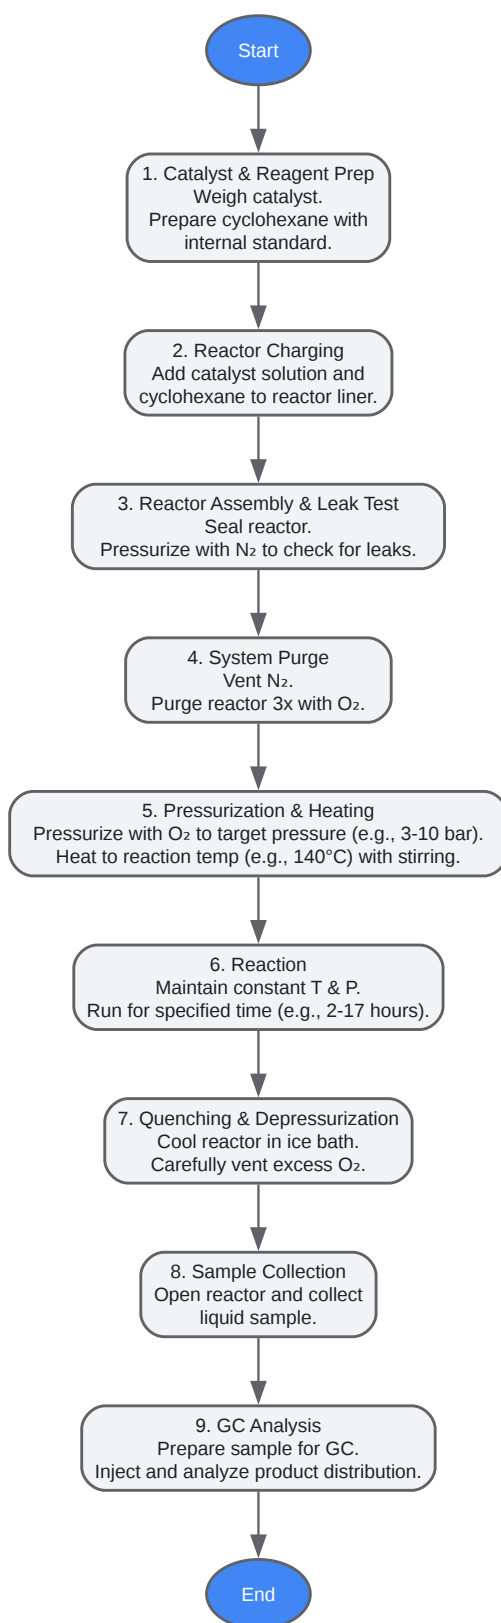 Start
1. Catalyst & Reagent Prep
Weigh catalyst.
Prepare cyclohexane with
internal standard.
2. Reactor Charging
Add catalyst solution and
cyclohexane to reactor liner.
3. Reactor Assembly & Leak Test
Seal reactor.
Pressurize with N₂ to check for leaks.
4. System Purge
Vent N₂.
Purge reactor 3x with O₂.
5. Pressurization & Heating
Pressurize with O₂ to target pressure (e.g., 3-10 bar).
Heat to reaction temp (e.g., 140°C) with stirring.
6. Reaction
Maintain constant T & P.
Run for specified time (e.g., 2-17 hours).
7. Quenching & Depressurization
Cool reactor in ice bath.
Carefully vent excess O₂.
8. Sample Collection
Open reactor and collect
liquid sample.
9. GC Analysis
Prepare sample for GC.
Inject and analyze product distribution.
End